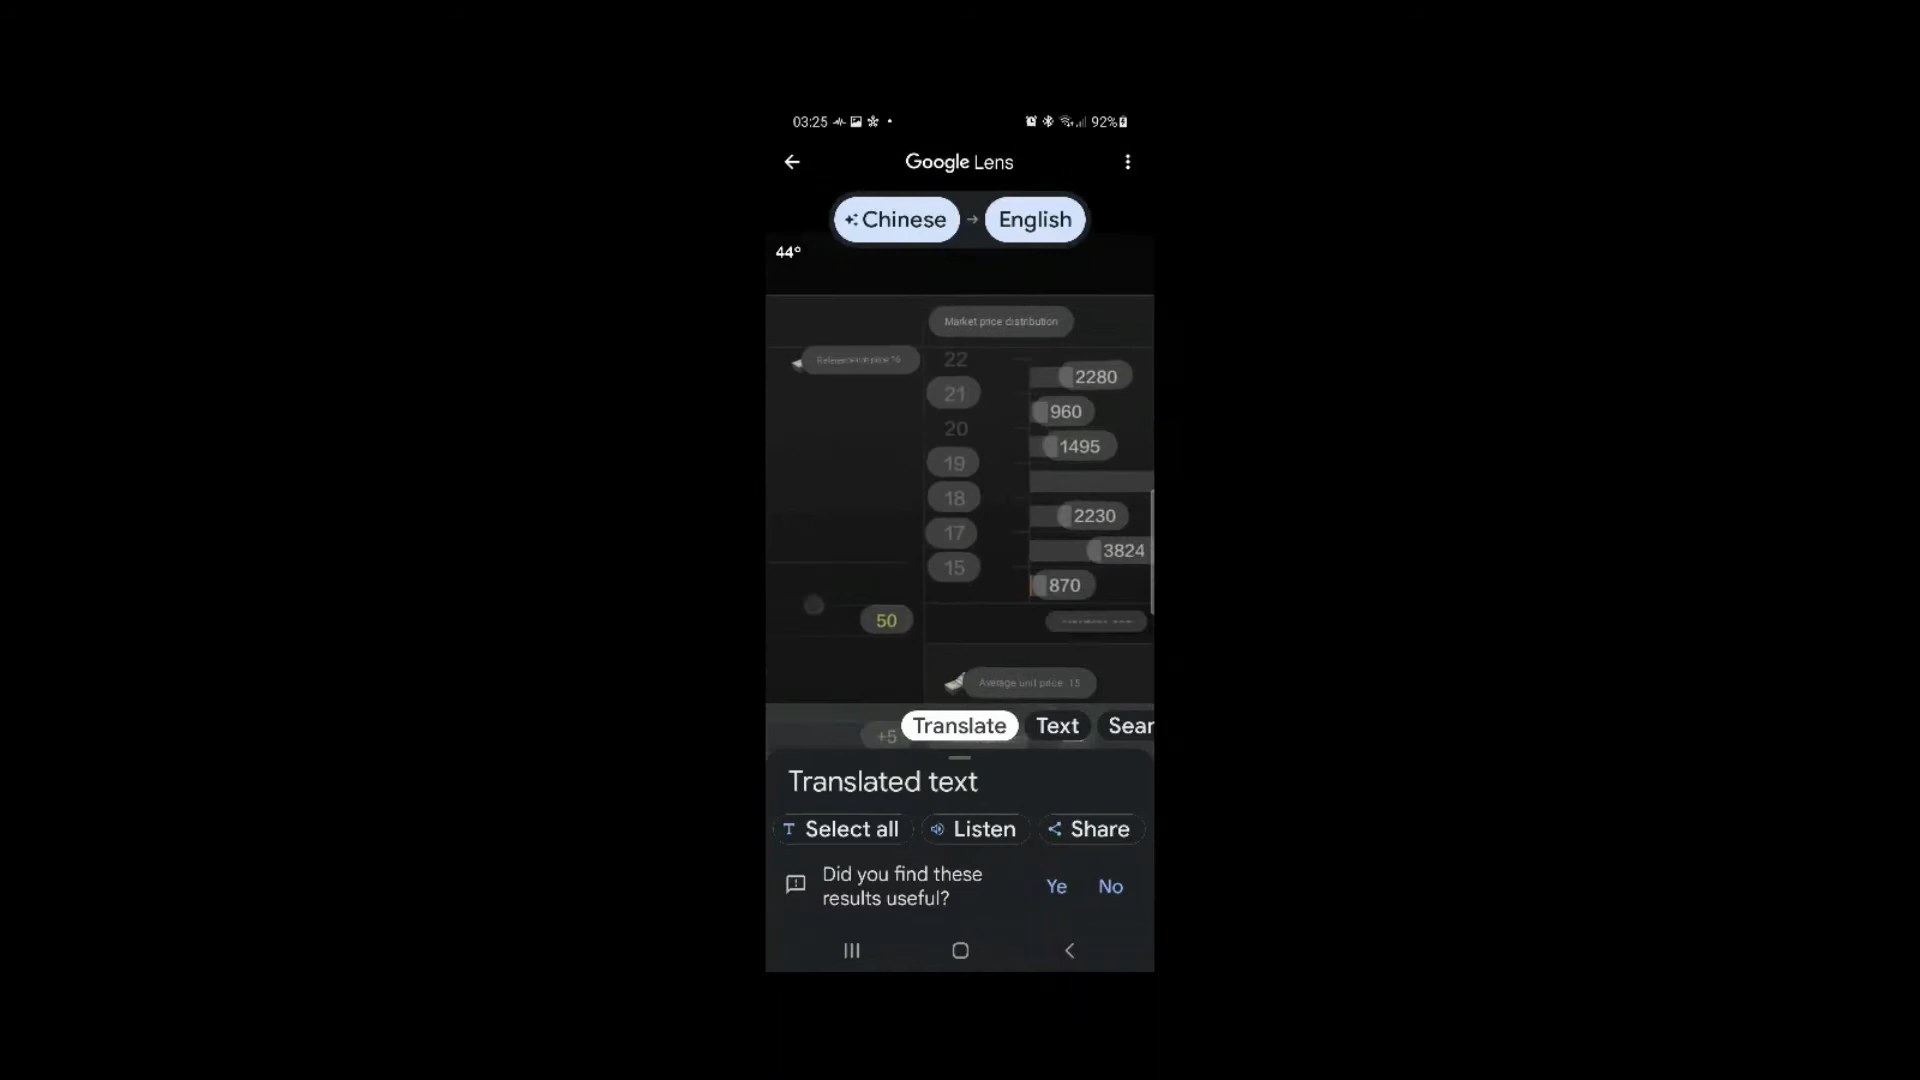 03:25
92%
Google Lens
Chinese → English
44°
Market price distribution
22
2280
21
960
20
1495
19
18
2230
17
3824
15
870
50
Average unit price: 15
+5
Translate
Text
Sear
Translated text
Select all
Listen
Share
Did you find these
results useful?
Ye
No